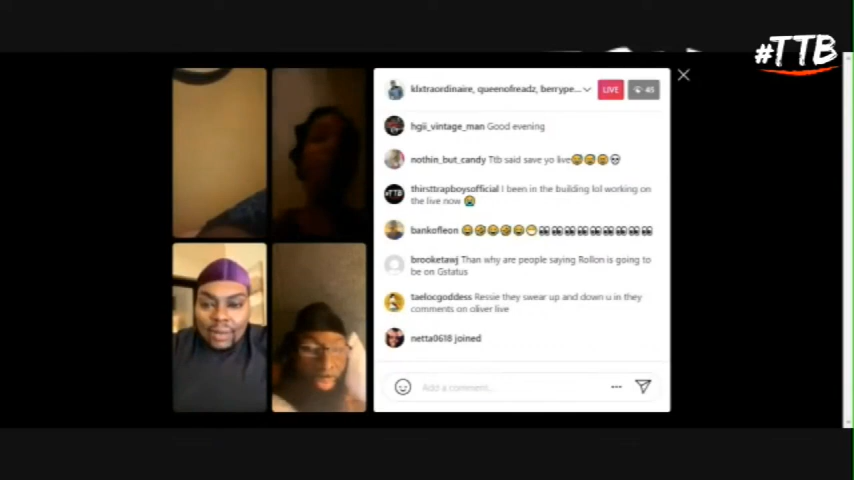 #TTB
klxtraordinaire, queenofreadz, berrype...
LIVE
45
hgii_vintage_man Good evening
nothin_but_candy Ttb said save yo live😅😂🤣💀
#TTB
thirsttrapboysofficial I been in the building lol working on
the live now 😭
bankofleon 😂🤣😂🤣😂😁👀👀👀👀👀👀👀👀👀
brooketawj Than why are people saying Rollon is going to
be on Gstatus
taelocgoddess Ressie they swear up and down u in they
comments on oliver live
netta0618 joined
Add a comment...